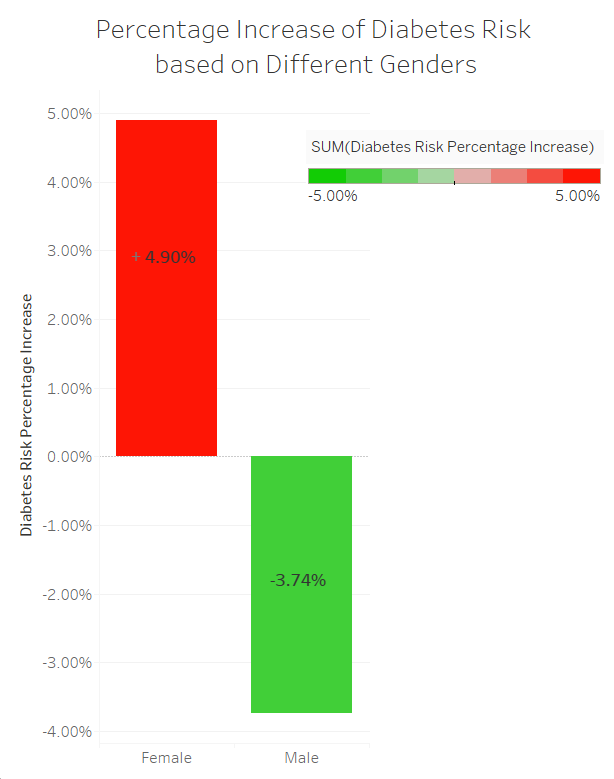 Percentage Increase of Diabetes Risk
based on Different Genders
SUM(Diabetes Risk Percentage Increase)
-5.00% 5.00%
Diabetes Risk Percentage Increase
5.00%
4.00%
3.00%
2.00%
1.00%
0.00%
-1.00%
-2.00%
-3.00%
-4.00%
+ 4.90%
-3.74%
Female Male